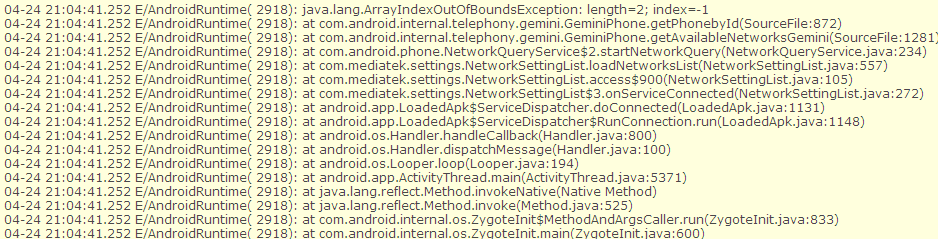 04-24 21:04:41.252 E/AndroidRuntime( 2918): java.lang.ArrayIndexOutOfBoundsException: length=2; index=-1
04-24 21:04:41.252 E/AndroidRuntime( 2918): at com.android.internal.telephony.gemini.GeminiPhone.getPhonebyId(SourceFile:872)
04-24 21:04:41.252 E/AndroidRuntime( 2918): at com.android.internal.telephony.gemini.GeminiPhone.getAvailableNetworksGemini(SourceFile:1281)
04-24 21:04:41.252 E/AndroidRuntime( 2918): at com.android.phone.NetworkQueryService$2.startNetworkQuery(NetworkQueryService.java:234)
04-24 21:04:41.252 E/AndroidRuntime( 2918): at com.mediatek.settings.NetworkSettingList.loadNetworksList(NetworkSettingList.java:557)
04-24 21:04:41.252 E/AndroidRuntime( 2918): at com.mediatek.settings.NetworkSettingList.access$900(NetworkSettingList.java:105)
04-24 21:04:41.252 E/AndroidRuntime( 2918): at com.mediatek.settings.NetworkSettingList$3.onServiceConnected(NetworkSettingList.java:272)
04-24 21:04:41.252 E/AndroidRuntime( 2918): at android.app.LoadedApk$ServiceDispatcher.doConnected(LoadedApk.java:1131)
04-24 21:04:41.252 E/AndroidRuntime( 2918): at android.app.LoadedApk$ServiceDispatcher$RunConnection.run(LoadedApk.java:1148)
04-24 21:04:41.252 E/AndroidRuntime( 2918): at android.os.Handler.handleCallback(Handler.java:800)
04-24 21:04:41.252 E/AndroidRuntime( 2918): at android.os.Handler.dispatchMessage(Handler.java:100)
04-24 21:04:41.252 E/AndroidRuntime( 2918): at android.os.Looper.loop(Looper.java:194)
04-24 21:04:41.252 E/AndroidRuntime( 2918): at android.app.ActivityThread.main(ActivityThread.java:5371)
04-24 21:04:41.252 E/AndroidRuntime( 2918): at java.lang.reflect.Method.invokeNative(Native Method)
04-24 21:04:41.252 E/AndroidRuntime( 2918): at java.lang.reflect.Method.invoke(Method.java:525)
04-24 21:04:41.252 E/AndroidRuntime( 2918): at com.android.internal.os.ZygoteInit$MethodAndArgsCaller.run(ZygoteInit.java:833)
04-24 21:04:41.252 E/AndroidRuntime( 2918): at com.android.internal.os.ZygoteInit.main(ZygoteInit.java:600)